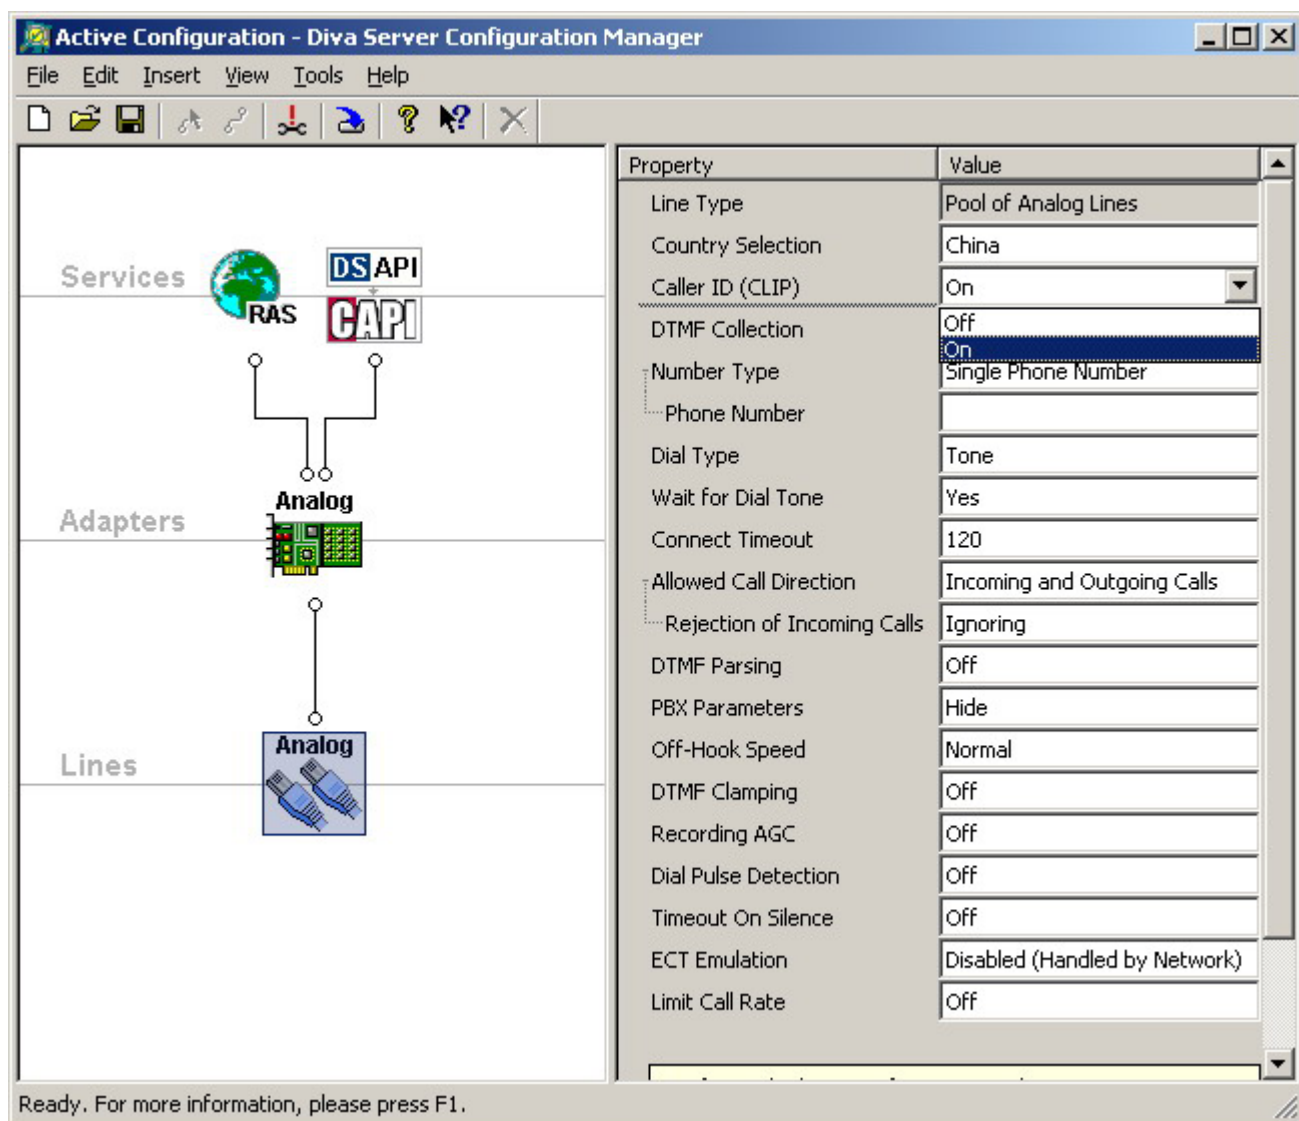 Active Configuration - Diva Server Configuration Manager
File Edit Insert View Tools Help
Services
RAS
DS API
CAPI
Analog
Adapters
Analog
Lines
Property Value
Line Type Pool of Analog Lines
Country Selection China
Caller ID (CLIP) On
Off
On
DTMF Collection
Number Type Single Phone Number
Phone Number
Dial Type Tone
Wait for Dial Tone Yes
Connect Timeout 120
Allowed Call Direction Incoming and Outgoing Calls
Rejection of Incoming Calls Ignoring
DTMF Parsing Off
PBX Parameters Hide
Off-Hook Speed Normal
DTMF Clamping Off
Recording AGC Off
Dial Pulse Detection Off
Timeout On Silence Off
ECT Emulation Disabled (Handled by Network)
Limit Call Rate Off
Ready. For more information, please press F1.